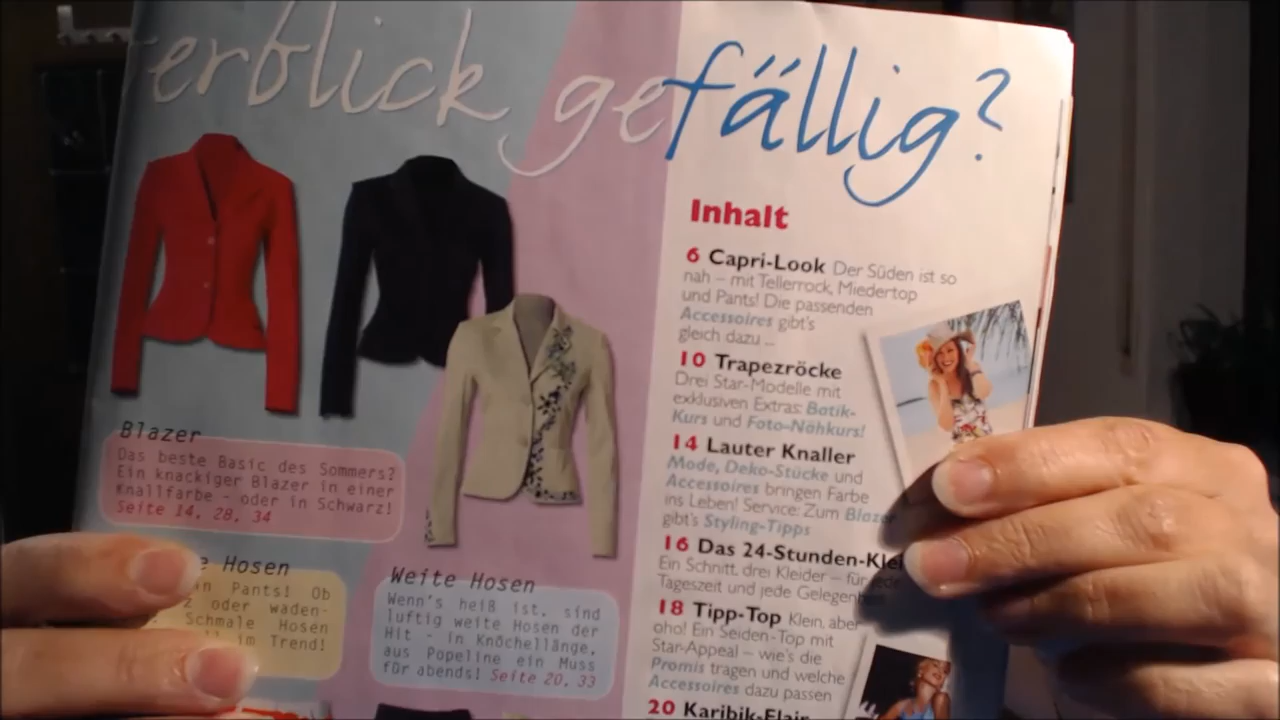 erblick gefällig?
Blazer
Das beste Basic des Sommers?
Ein knackiger Blazer in einer
Knallfarbe - oder in Schwarz!
Seite 14, 28, 34
Hosen
Pants! Ob
oder waden-
Schmale Hosen
im Trend!
Weite Hosen
Wenn's heiß ist, sind
luftig weite Hosen der
Hit - in Knöchellänge,
aus Popeline ein Muss
für abends! Seite 20, 33
Inhalt
6 Capri-Look Der Süden ist so
nah – mit Tellerrock, Miedertop
und Pants! Die passenden
Accessoires gibt's
gleich dazu ...
10 Trapezröcke
Drei Star-Modelle mit
exklusiven Extras: Batik-
Kurs und Foto-Nähkurs!
14 Lauter Knaller
Mode, Deko-Stücke und
Accessoires bringen Farbe
ins Leben! Service: Zum Blazer
gibt's Styling-Tipps
16 Das 24-Stunden-Klei
Ein Schnitt, drei Kleider – für jede
Tageszeit und jede Gelegenheit
18 Tipp-Top Klein, aber
oho! Ein Seiden-Top mit
Star-Appeal – wie's die
Promis tragen und welche
Accessoires dazu passen
20 Karibik-Flair